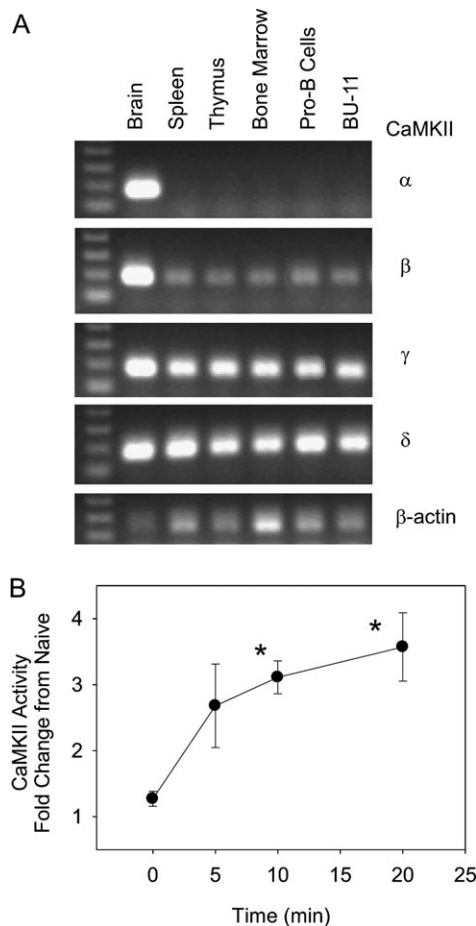 A
Brain
Spleen
Thymus
Bone Marrow
Pro-B Cells
BU-11
CaMKII
α
β
γ
δ
β-actin
B
CaMKII Activity
Fold Change from Naive
4
3
2
1
*
*
0 5 10 15 20 25
Time (min)